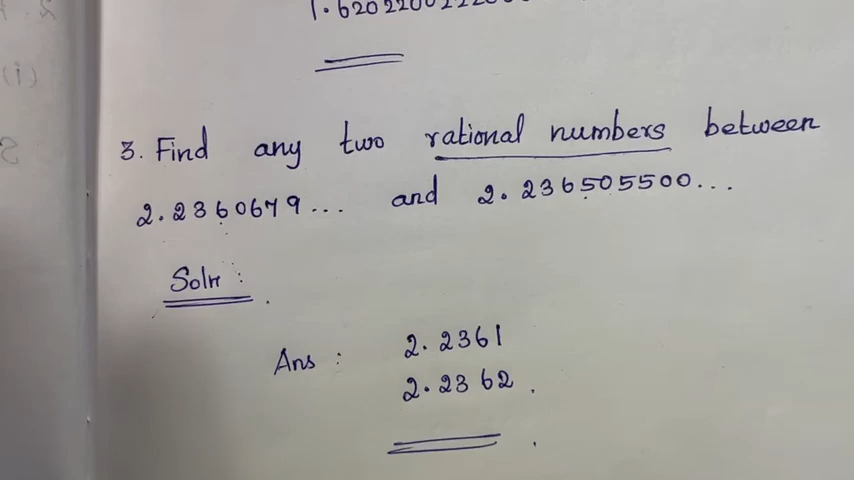 3. Find any two rational numbers between
2.2360679... and 2.236505500...
Soln :
Ans : 2.2361
2.2362.